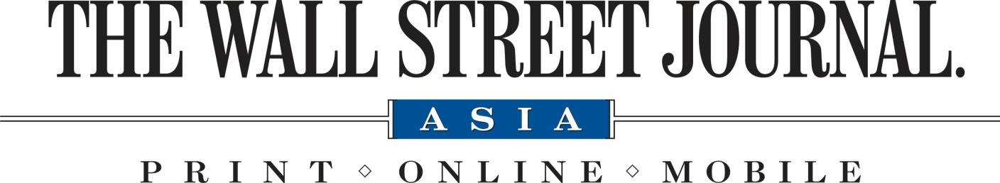 THE WALL STREET JOURNAL.
ASIA
PRINT ◇ ONLINE ◇ MOBILE